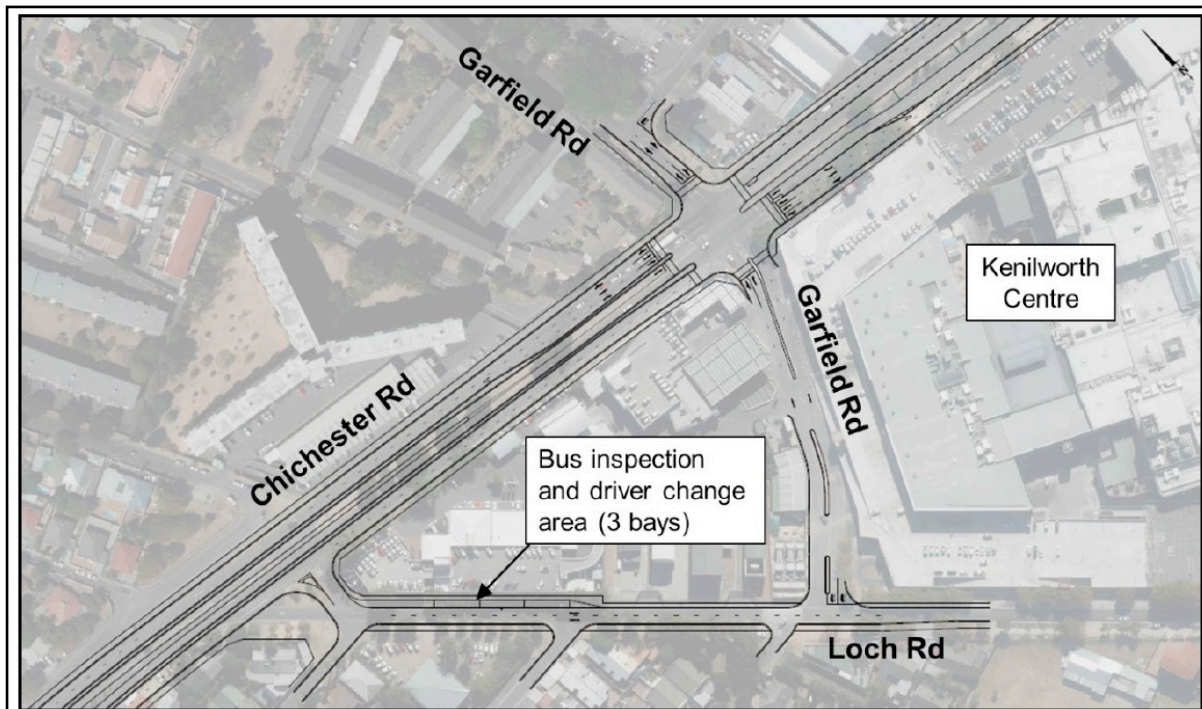 Garfield Rd
Kenilworth
Centre
Garfield Rd
Chichester Rd
Bus inspection
and driver change
area (3 bays)
Loch Rd